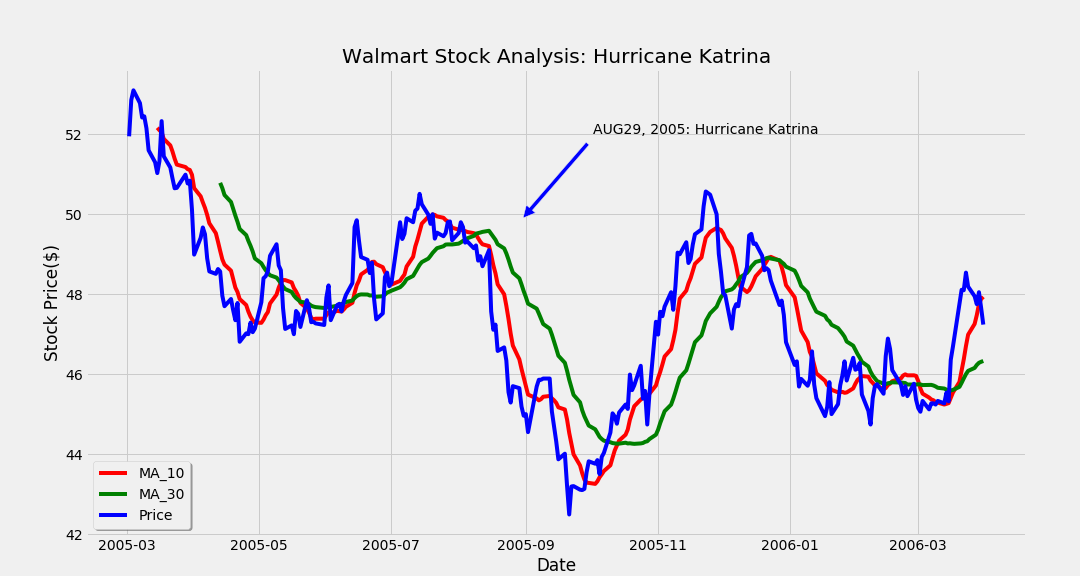 Walmart Stock Analysis: Hurricane Katrina
AUG29, 2005: Hurricane Katrina
Stock Price($)
52
50
48
46
44
42
MA_10
MA_30
Price
2005-03 2005-05 2005-07 2005-09 2005-11 2006-01 2006-03
Date